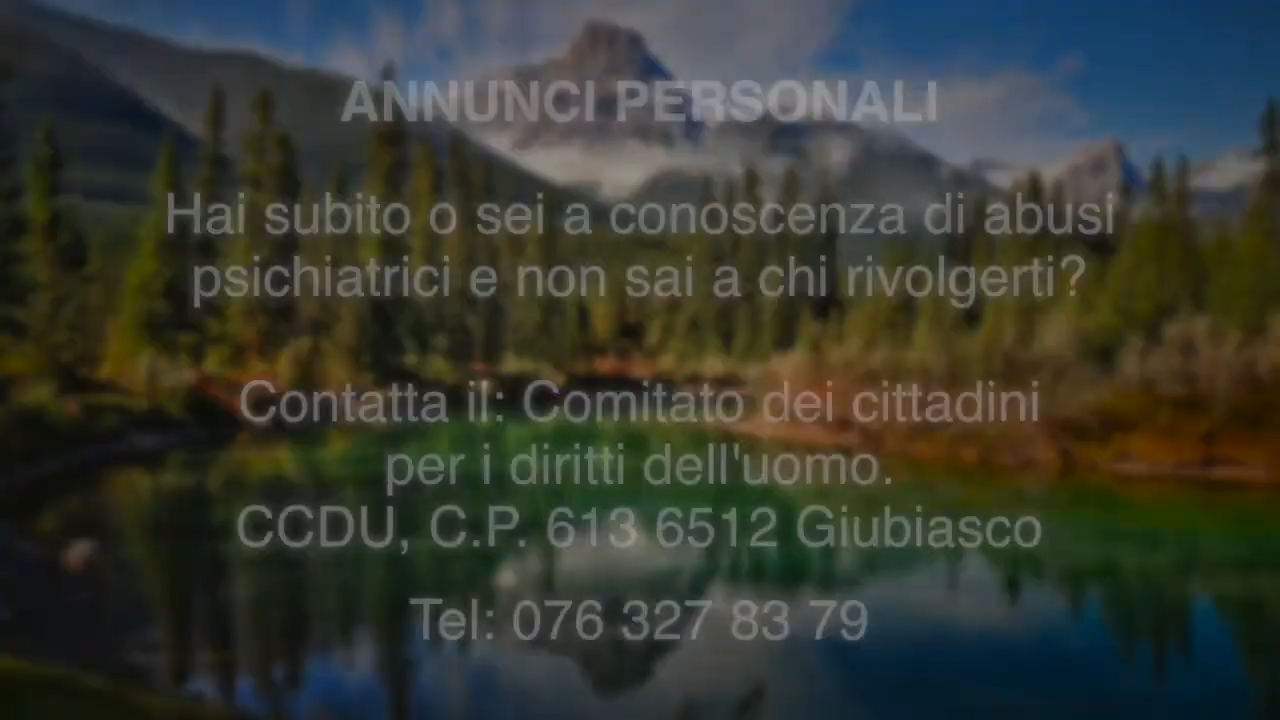 ANNUNCI PERSONALI
Hai subito o sei a conoscenza di abusi
psichiatrici e non sai a chi rivolgerti?
Contatta il: Comitato dei cittadini
per i diritti dell'uomo.
CCDU, C.P. 613 6512 Giubiasco
Tel: 076 327 83 79